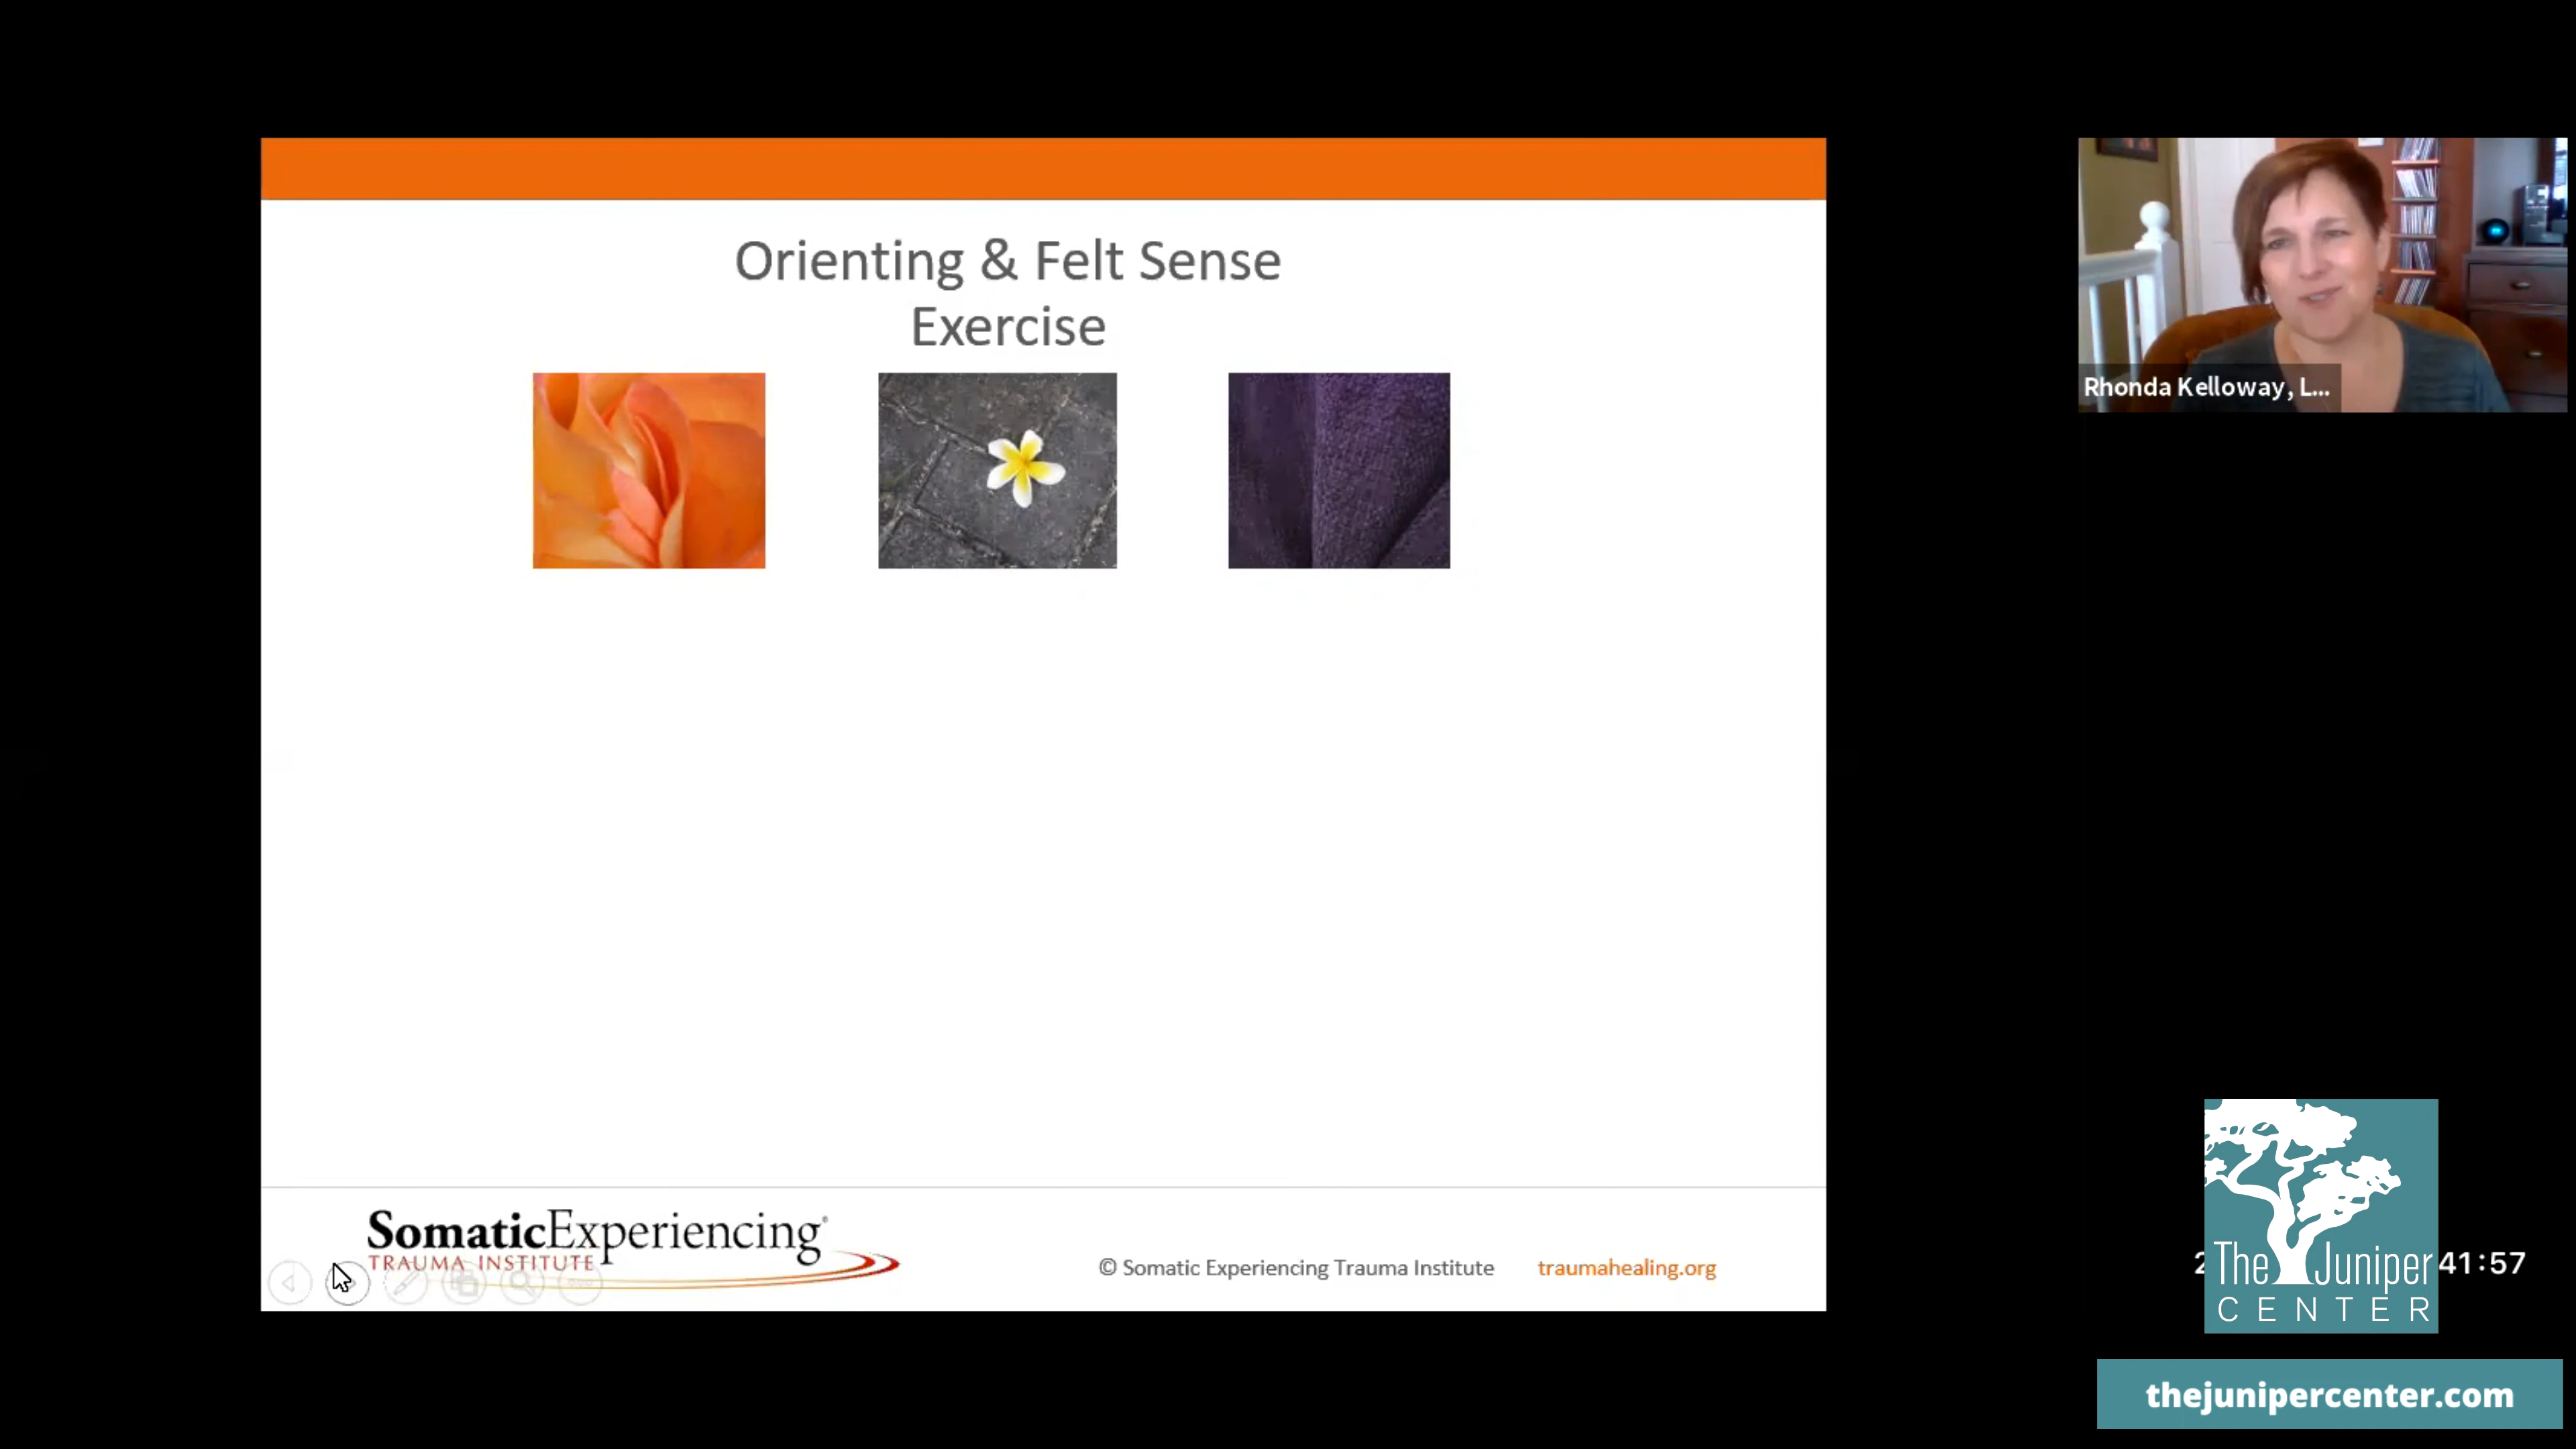 Orienting & Felt Sense
Exercise
Rhonda Kelloway, L...
SomaticExperiencing®
TRAUMA INSTITUTE
© Somatic Experiencing Trauma Institute
traumahealing.org
The Juniper
CENTER
41:57
thejunipercenter.com